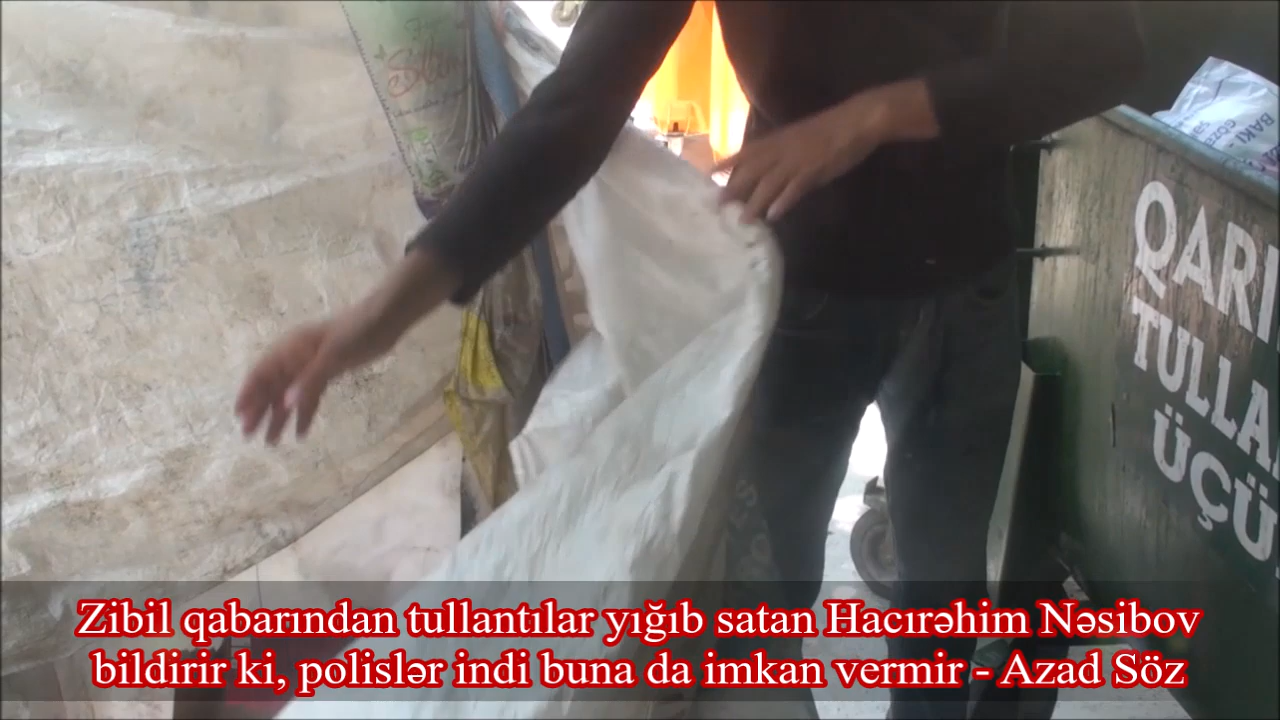 BAKI -
QARI
TULLA
ÜÇÜ
Zibil qabarından tullantılar yığıb satan Hacırəhim Nəsibov
bildirir ki, polislər indi buna da imkan vermir - Azad Söz